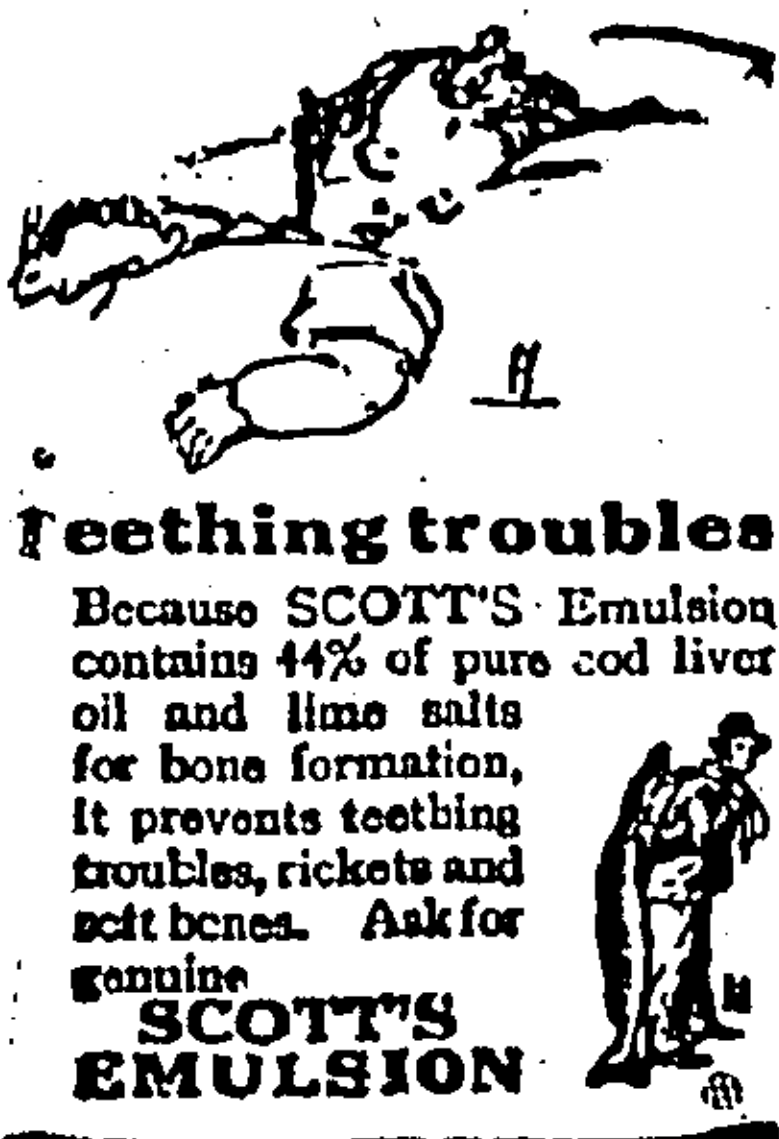 Teething troubles
Because SCOTT'S Emulsion
contains 44% of pure cod liver
oil and lime salts
for bone formation,
it prevents teething
troubles, rickets and
soft bones. Ask for
genuine
SCOTT'S
EMULSION